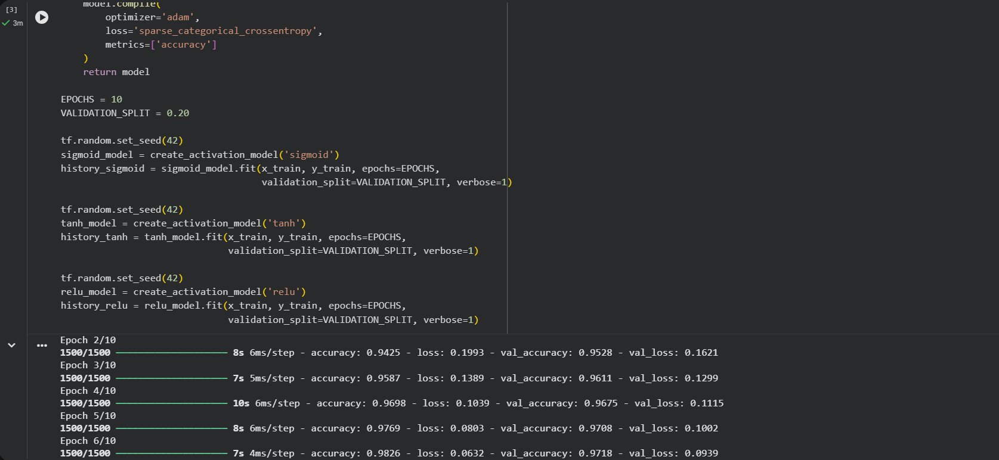 [3]
3m
    model.compile(
        optimizer='adam',
        loss='sparse_categorical_crossentropy',
        metrics=['accuracy']
    )
    return model
EPOCHS = 10
VALIDATION_SPLIT = 0.20
tf.random.set_seed(42)
sigmoid_model = create_activation_model('sigmoid')
history_sigmoid = sigmoid_model.fit(x_train, y_train, epochs=EPOCHS,
                                    validation_split=VALIDATION_SPLIT, verbose=1)
tf.random.set_seed(42)
tanh_model = create_activation_model('tanh')
history_tanh = tanh_model.fit(x_train, y_train, epochs=EPOCHS,
                              validation_split=VALIDATION_SPLIT, verbose=1)
tf.random.set_seed(42)
relu_model = create_activation_model('relu')
history_relu = relu_model.fit(x_train, y_train, epochs=EPOCHS,
                              validation_split=VALIDATION_SPLIT, verbose=1)
Epoch 2/10
1500/1500 8s 6ms/step - accuracy: 0.9425 - loss: 0.1993 - val_accuracy: 0.9528 - val_loss: 0.1621
Epoch 3/10
1500/1500 7s 5ms/step - accuracy: 0.9587 - loss: 0.1389 - val_accuracy: 0.9611 - val_loss: 0.1299
Epoch 4/10
1500/1500 10s 6ms/step - accuracy: 0.9698 - loss: 0.1039 - val_accuracy: 0.9675 - val_loss: 0.1115
Epoch 5/10
1500/1500 8s 6ms/step - accuracy: 0.9769 - loss: 0.0803 - val_accuracy: 0.9708 - val_loss: 0.1002
Epoch 6/10
1500/1500 7s 4ms/step - accuracy: 0.9826 - loss: 0.0632 - val_accuracy: 0.9718 - val_loss: 0.0939